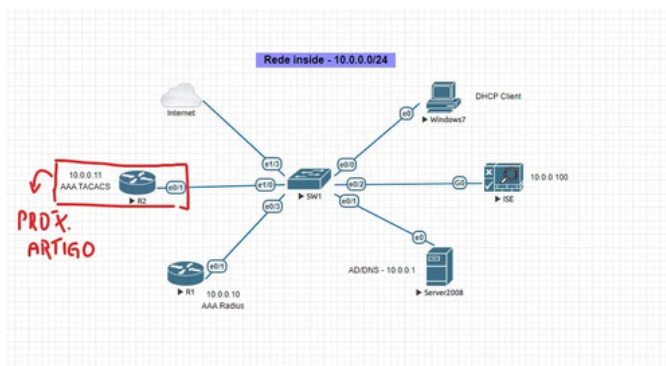 Rede inside - 10.0.0.0/24
Internet
DHCP Client
e0
Windows7
10.0.0.11
AAA TACACS
e0/1
R2
e1/3
e0/0
e1/0
e0/2
SW1
e0/3
e0/1
G0
ISE
10.0.0.100
PRÓX.
ARTIGO
e0/1
R1
10.0.0.10
AAA Radius
e0
AD/DNS - 10.0.0.1
Server2008